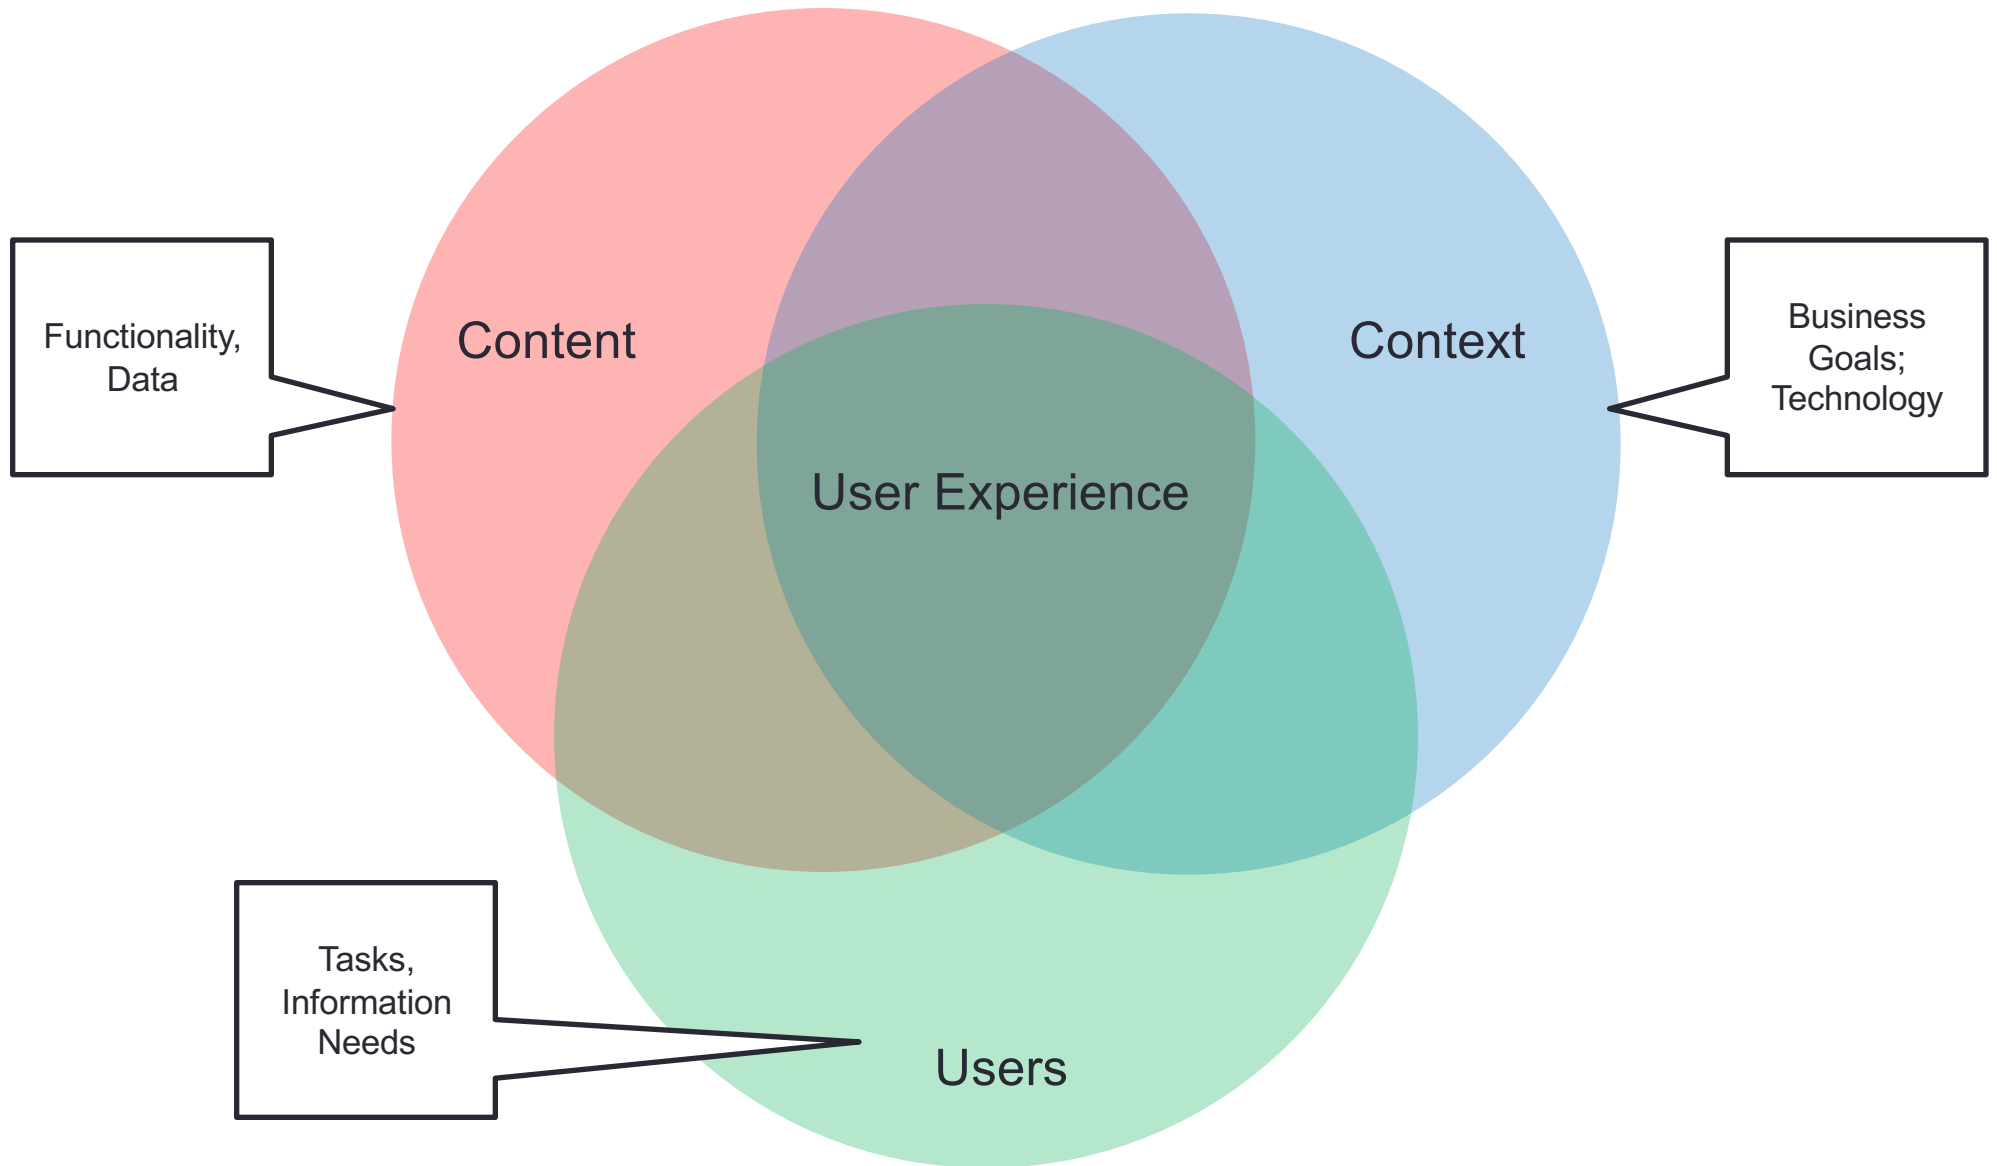 Functionality,
Data
Content
Context
Business
Goals;
Technology
User Experience
Tasks,
Information
Needs
Users